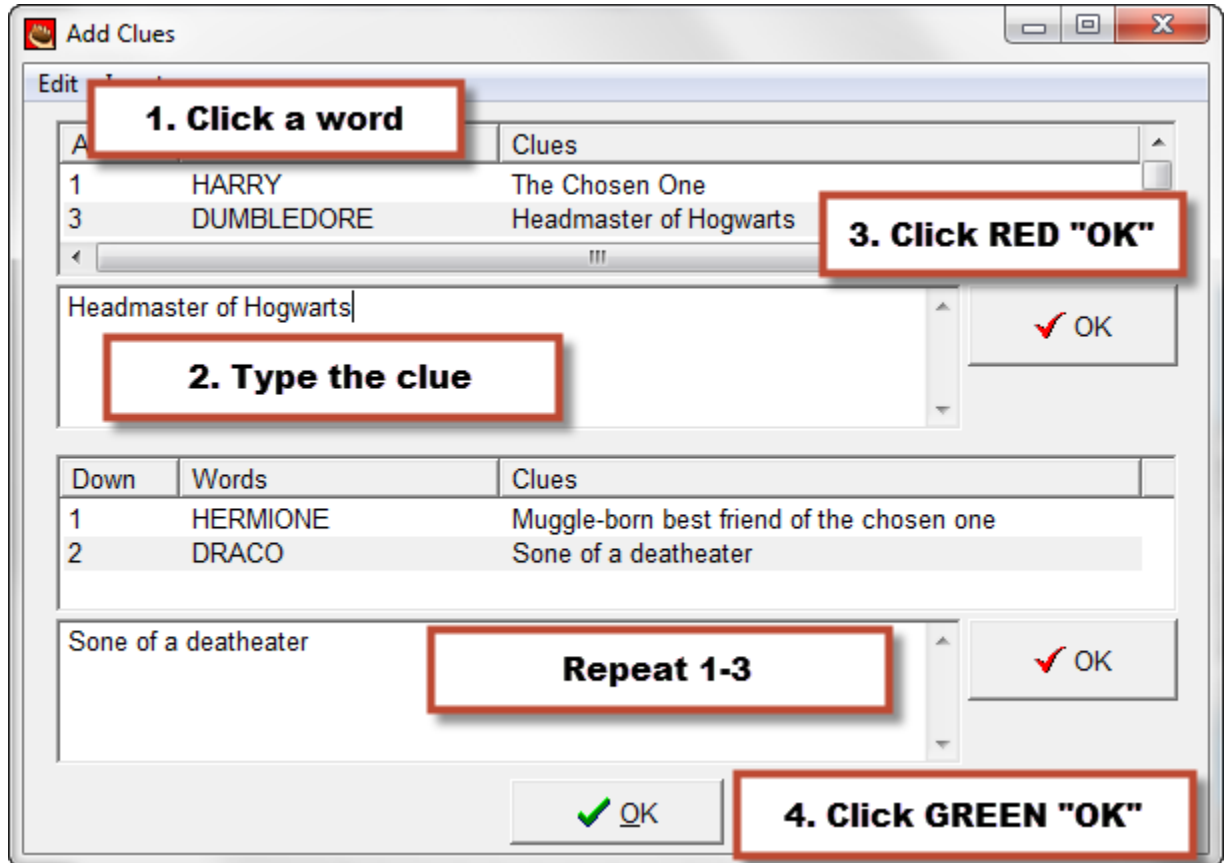 Add Clues
Edit
1. Click a word
Clues
1 HARRY The Chosen One
3 DUMBLEDORE Headmaster of Hogwarts
3. Click RED "OK"
Headmaster of Hogwarts
OK
2. Type the clue
Down Words Clues
1 HERMIONE Muggle-born best friend of the chosen one
2 DRACO Sone of a deatheater
Sone of a deatheater
Repeat 1-3
OK
OK
4. Click GREEN "OK"